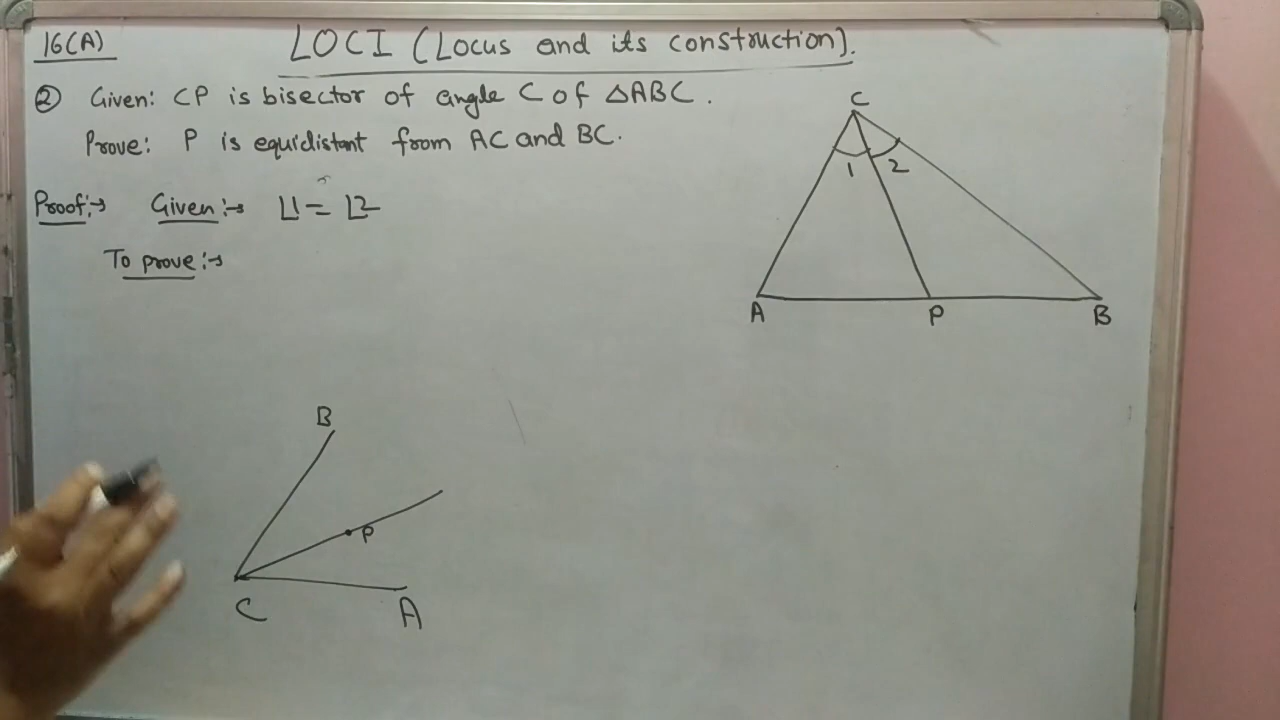 16(A)
LOCI (Locus and its construction).
② Given: CP is bisector of angle C of △ABC.
Prove: P is equidistant from AC and BC.
Proof:→ Given:→ ∠1 = ∠2
To prove:→
C
1 2
A P B
B
P
C A